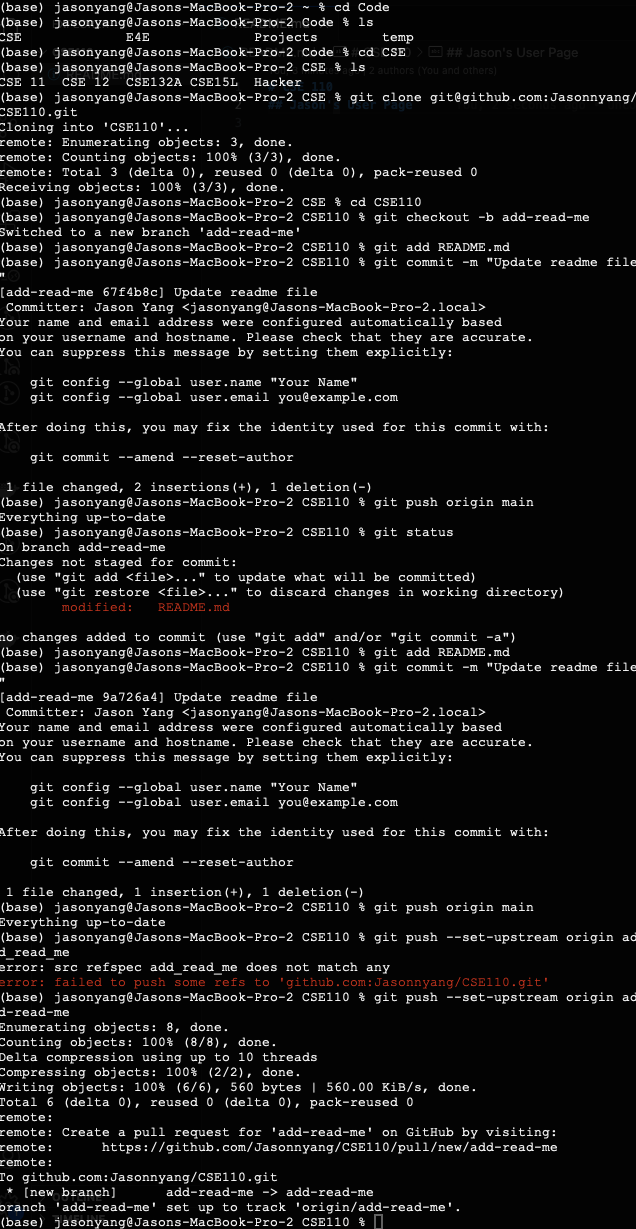 (base) jasonyang@Jasons-MacBook-Pro-2 ~ % cd Code
(base) jasonyang@Jasons-MacBook-Pro-2 Code % ls
CSE             E4E             Projects        temp
(base) jasonyang@Jasons-MacBook-Pro-2 Code % cd CSE
(base) jasonyang@Jasons-MacBook-Pro-2 CSE % ls
CSE 11  CSE 12  CSE132A CSE15L  Hacker
(base) jasonyang@Jasons-MacBook-Pro-2 CSE % git clone git@github.com:Jasonnyang/
CSE110.git
Cloning into 'CSE110'...
remote: Enumerating objects: 3, done.
remote: Counting objects: 100% (3/3), done.
remote: Total 3 (delta 0), reused 0 (delta 0), pack-reused 0
Receiving objects: 100% (3/3), done.
(base) jasonyang@Jasons-MacBook-Pro-2 CSE % cd CSE110
(base) jasonyang@Jasons-MacBook-Pro-2 CSE110 % git checkout -b add-read-me
Switched to a new branch 'add-read-me'
(base) jasonyang@Jasons-MacBook-Pro-2 CSE110 % git add README.md
(base) jasonyang@Jasons-MacBook-Pro-2 CSE110 % git commit -m "Update readme file
"
[add-read-me 67f4b8c] Update readme file
 Committer: Jason Yang <jasonyang@Jasons-MacBook-Pro-2.local>
Your name and email address were configured automatically based
on your username and hostname. Please check that they are accurate.
You can suppress this message by setting them explicitly:

    git config --global user.name "Your Name"
    git config --global user.email you@example.com

After doing this, you may fix the identity used for this commit with:

    git commit --amend --reset-author

 1 file changed, 2 insertions(+), 1 deletion(-)
(base) jasonyang@Jasons-MacBook-Pro-2 CSE110 % git push origin main
Everything up-to-date
(base) jasonyang@Jasons-MacBook-Pro-2 CSE110 % git status
On branch add-read-me
Changes not staged for commit:
  (use "git add <file>..." to update what will be committed)
  (use "git restore <file>..." to discard changes in working directory)
        modified:   README.md

no changes added to commit (use "git add" and/or "git commit -a")
(base) jasonyang@Jasons-MacBook-Pro-2 CSE110 % git add README.md
(base) jasonyang@Jasons-MacBook-Pro-2 CSE110 % git commit -m "Update readme file
"
[add-read-me 9a726a4] Update readme file
 Committer: Jason Yang <jasonyang@Jasons-MacBook-Pro-2.local>
Your name and email address were configured automatically based
on your username and hostname. Please check that they are accurate.
You can suppress this message by setting them explicitly:

    git config --global user.name "Your Name"
    git config --global user.email you@example.com

After doing this, you may fix the identity used for this commit with:

    git commit --amend --reset-author

 1 file changed, 1 insertion(+), 1 deletion(-)
(base) jasonyang@Jasons-MacBook-Pro-2 CSE110 % git push origin main
Everything up-to-date
(base) jasonyang@Jasons-MacBook-Pro-2 CSE110 % git push --set-upstream origin ad
d_read_me
error: src refspec add_read_me does not match any
error: failed to push some refs to 'github.com:Jasonnyang/CSE110.git'
(base) jasonyang@Jasons-MacBook-Pro-2 CSE110 % git push --set-upstream origin ad
d-read-me
Enumerating objects: 8, done.
Counting objects: 100% (8/8), done.
Delta compression using up to 10 threads
Compressing objects: 100% (2/2), done.
Writing objects: 100% (6/6), 560 bytes | 560.00 KiB/s, done.
Total 6 (delta 0), reused 0 (delta 0), pack-reused 0
remote:
remote: Create a pull request for 'add-read-me' on GitHub by visiting:
remote:      https://github.com/Jasonnyang/CSE110/pull/new/add-read-me
remote:
To github.com:Jasonnyang/CSE110.git
 * [new branch]      add-read-me -> add-read-me
branch 'add-read-me' set up to track 'origin/add-read-me'.
(base) jasonyang@Jasons-MacBook-Pro-2 CSE110 %